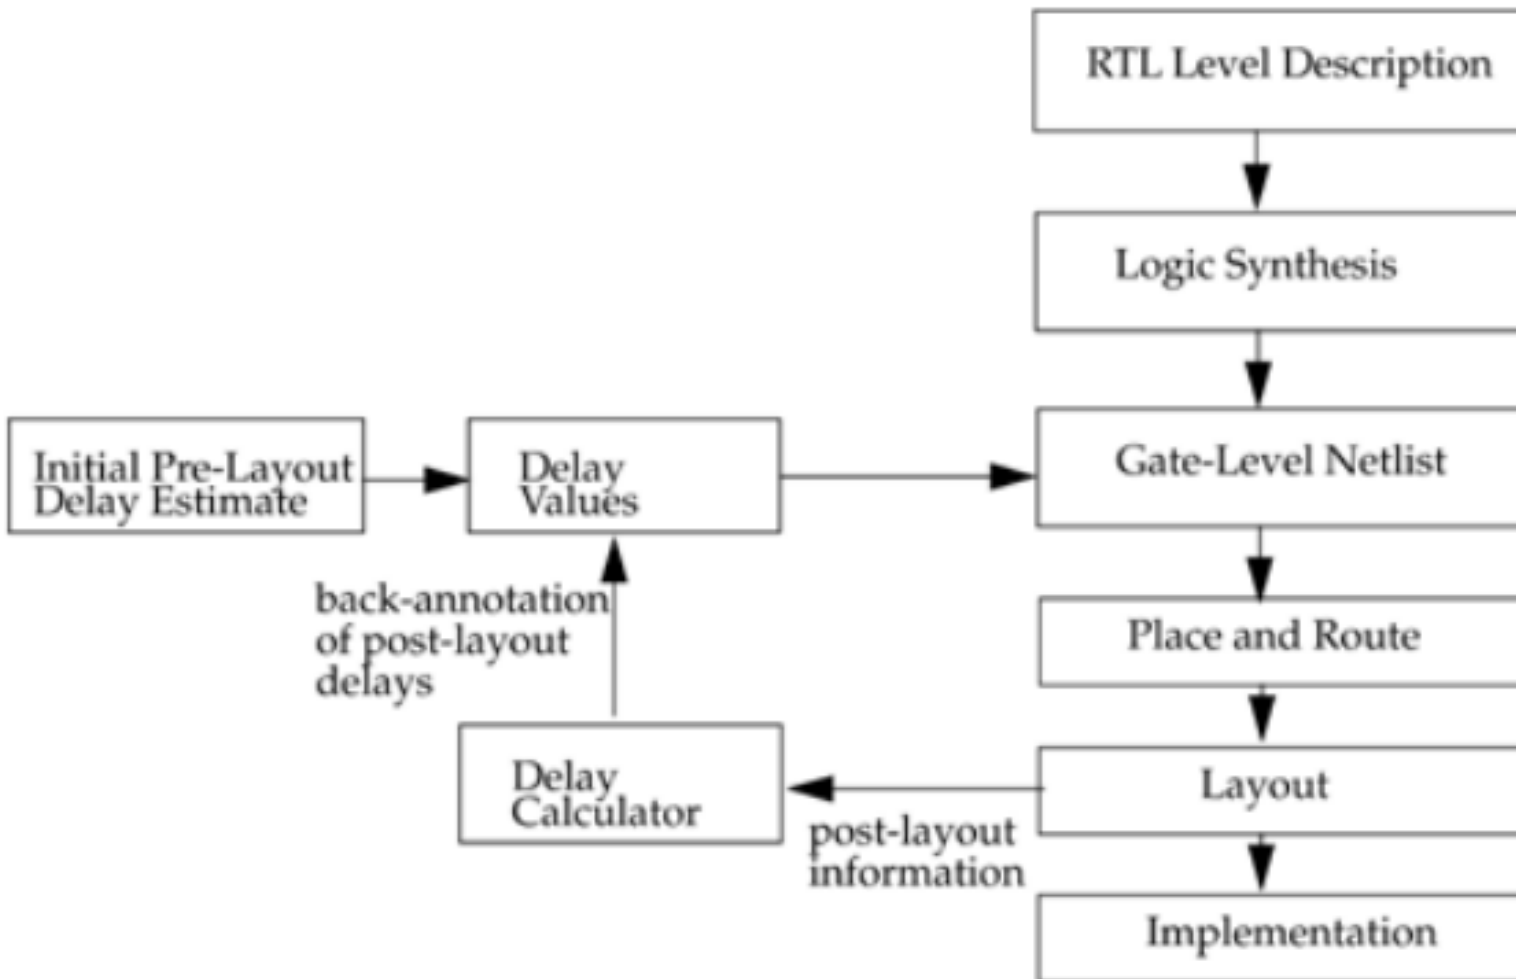 RTL Level Description
Logic Synthesis
Initial Pre-Layout
Delay Estimate
Delay
Values
Gate-Level Netlist
back-annotation
of post-layout
delays
Place and Route
Delay
Calculator
post-layout
information
Layout
Implementation